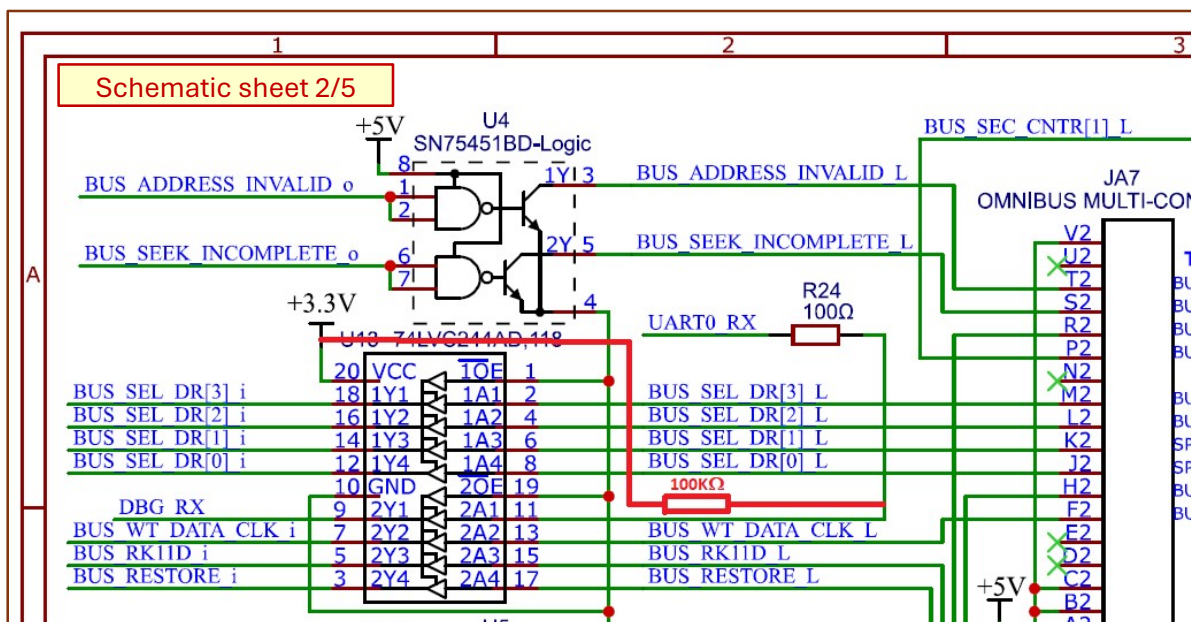 1 2 3
Schematic sheet 2/5
A
U4
SN75451BD-Logic
+5V
8
1
2
6
7
1Y 3
2Y 5
4
BUS_ADDRESS_INVALID_o
BUS_SEEK_INCOMPLETE_o
BUS_ADDRESS_INVALID_L
BUS_SEEK_INCOMPLETE_L
BUS_SEC_CNTR[1]_L
JA7
OMNIBUS MULTI-CON
V2
U2
T2
S2
R2
P2
N2
M2
L2
K2
J2
H2
F2
E2
D2
C2
B2
A2
+3.3V
U13 74LVC244AD,118
UART0_RX
R24
100Ω
20 VCC 1OE 1
BUS_SEL_DR[3]_i 18 1Y1 1A1 2 BUS_SEL_DR[3]_L
BUS_SEL_DR[2]_i 16 1Y2 1A2 4 BUS_SEL_DR[2]_L
BUS_SEL_DR[1]_i 14 1Y3 1A3 6 BUS_SEL_DR[1]_L
BUS_SEL_DR[0]_i 12 1Y4 1A4 8 BUS_SEL_DR[0]_L
10 GND 2OE 19
100KΩ
DBG_RX 9 2Y1 2A1 11
BUS_WT_DATA_CLK_i 7 2Y2 2A2 13 BUS_WT_DATA_CLK_L
BUS_RK11D_i 5 2Y3 2A3 15 BUS_RK11D_L
BUS_RESTORE_i 3 2Y4 2A4 17 BUS_RESTORE_L
+5V